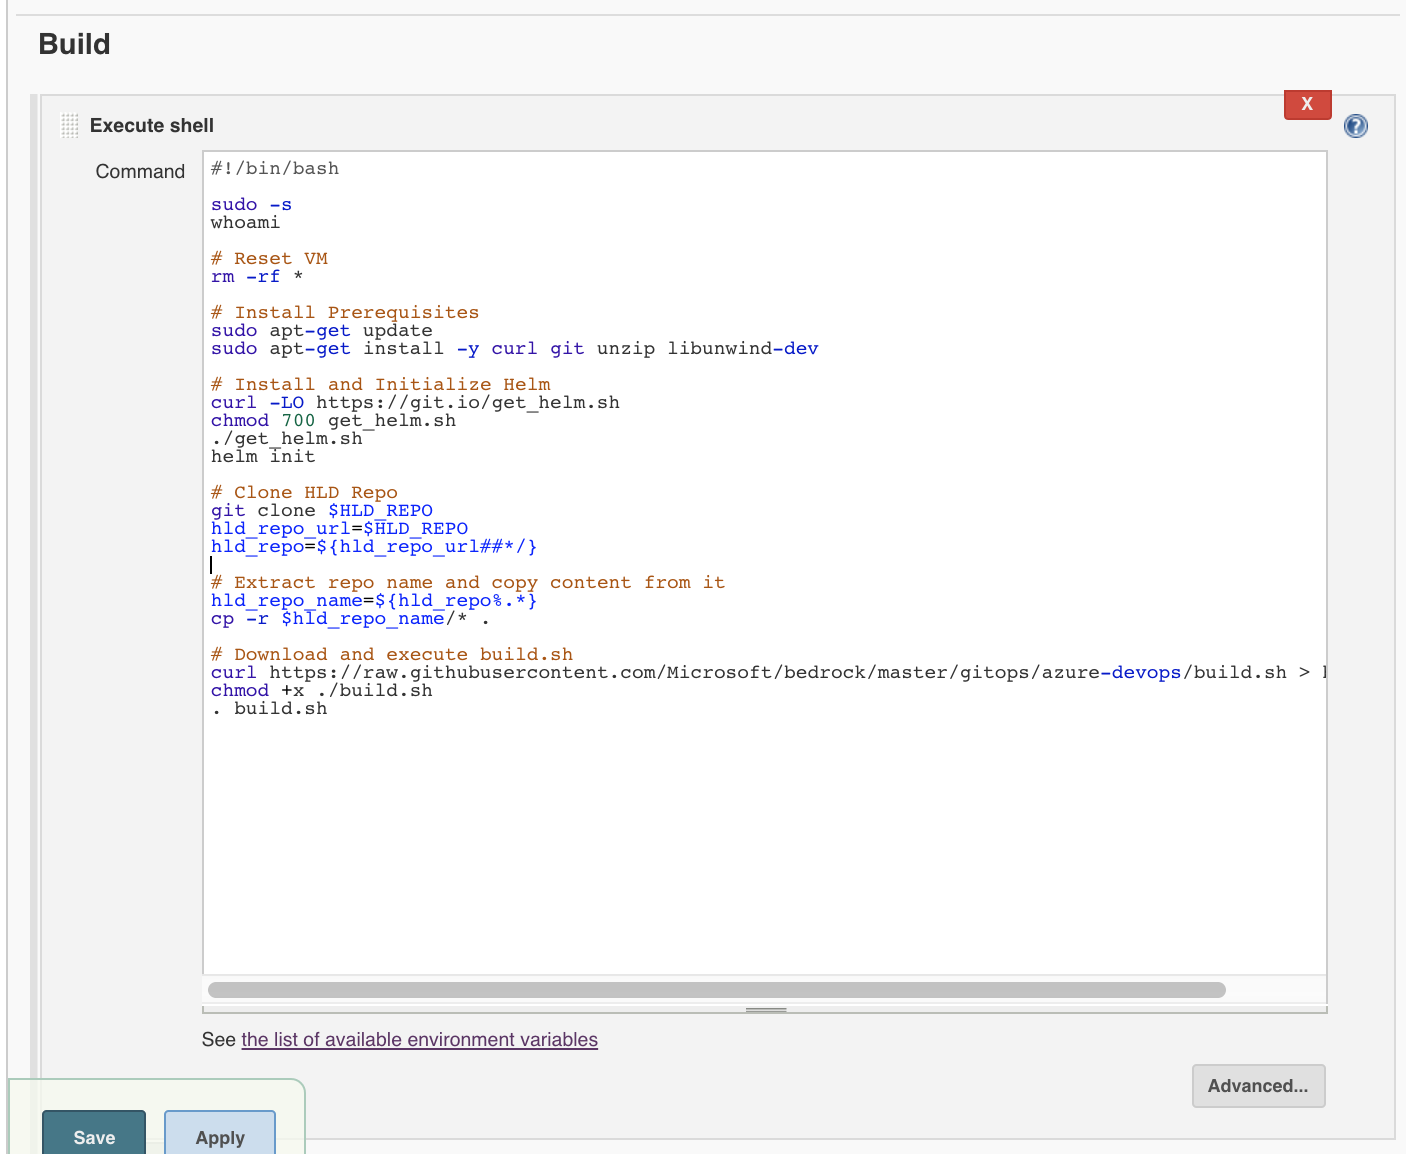 Build
X
Execute shell
?
Command
#!/bin/bash
sudo -s
whoami
# Reset VM
rm -rf *
# Install Prerequisites
sudo apt-get update
sudo apt-get install -y curl git unzip libunwind-dev
# Install and Initialize Helm
curl -LO https://git.io/get_helm.sh
chmod 700 get_helm.sh
./get_helm.sh
helm init
# Clone HLD Repo
git clone $HLD_REPO
hld_repo_url=$HLD_REPO
hld_repo=${hld_repo_url##*/}
# Extract repo name and copy content from it
hld_repo_name=${hld_repo%.*}
cp -r $hld_repo_name/* .
# Download and execute build.sh
curl https://raw.githubusercontent.com/Microsoft/bedrock/master/gitops/azure-devops/build.sh >
chmod +x ./build.sh
. build.sh
See the list of available environment variables
Advanced...
Save
Apply